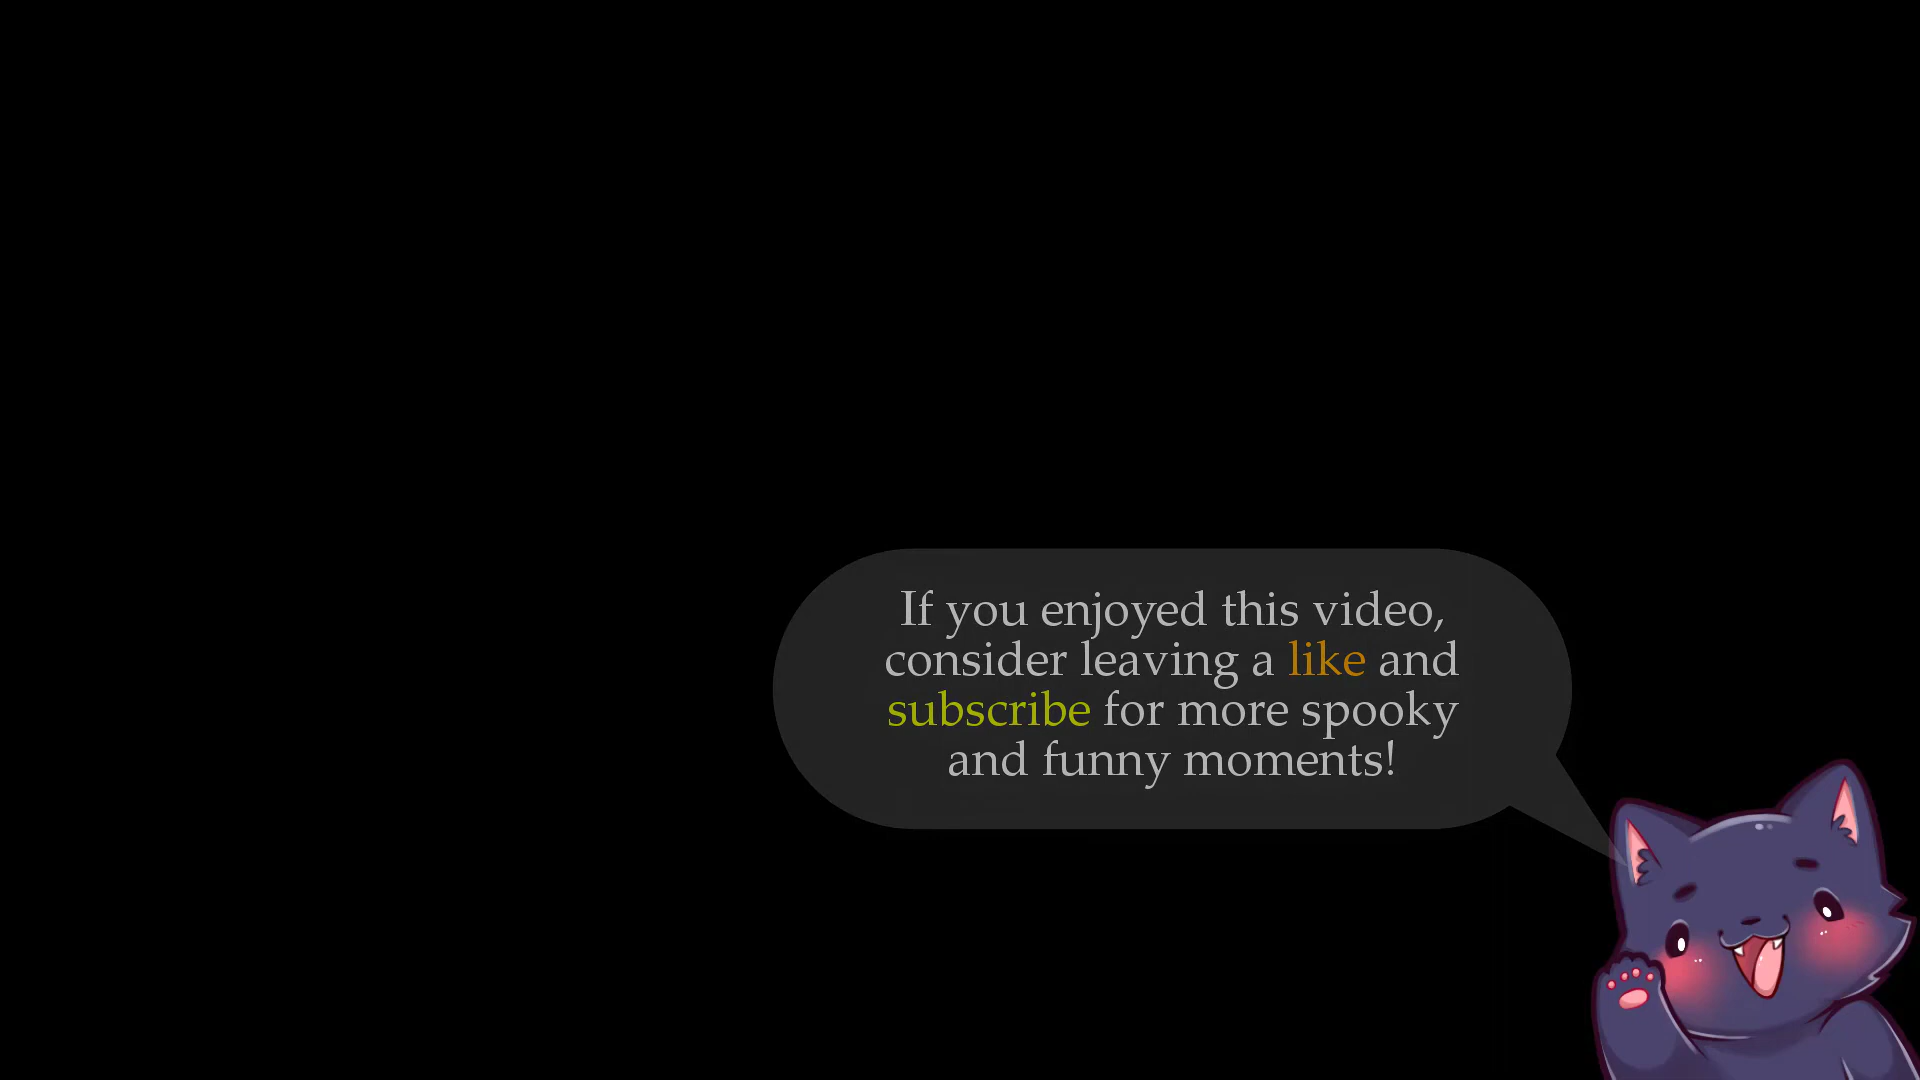 If you enjoyed this video,
consider leaving a like and
subscribe for more spooky
and funny moments!